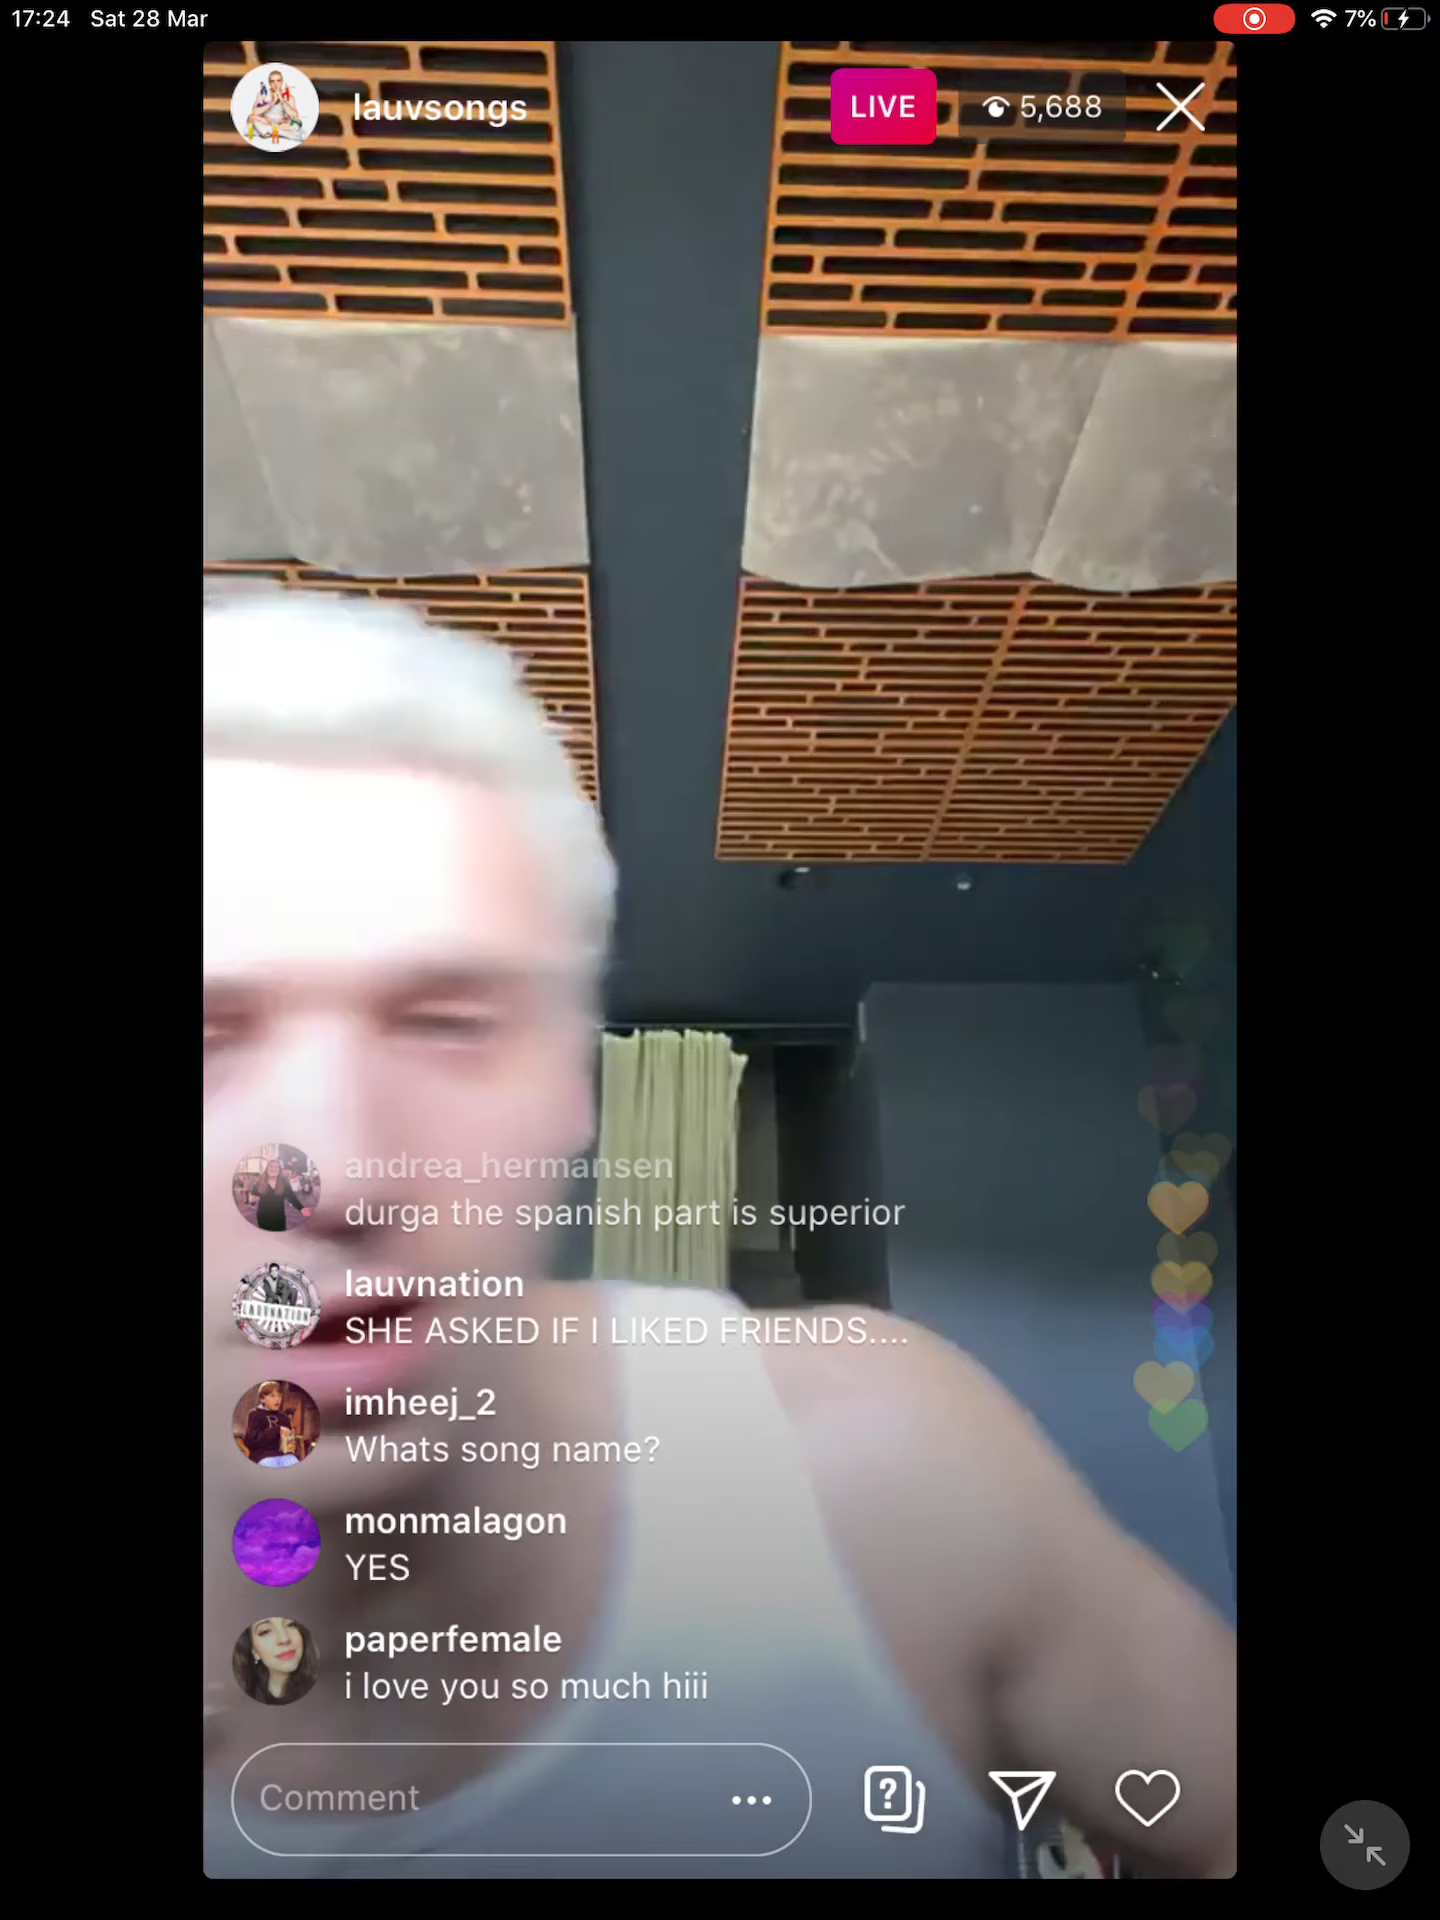 17:24 Sat 28 Mar 7%
lauvsongs LIVE 5,688
andrea_hermansen
durga the spanish part is superior
lauvnation
LAUVNATION
SHE ASKED IF I LIKED FRIENDS....
imheej_2
R
Whats song name?
monmalagon
YES
paperfemale
i love you so much hiii
Comment ...
?